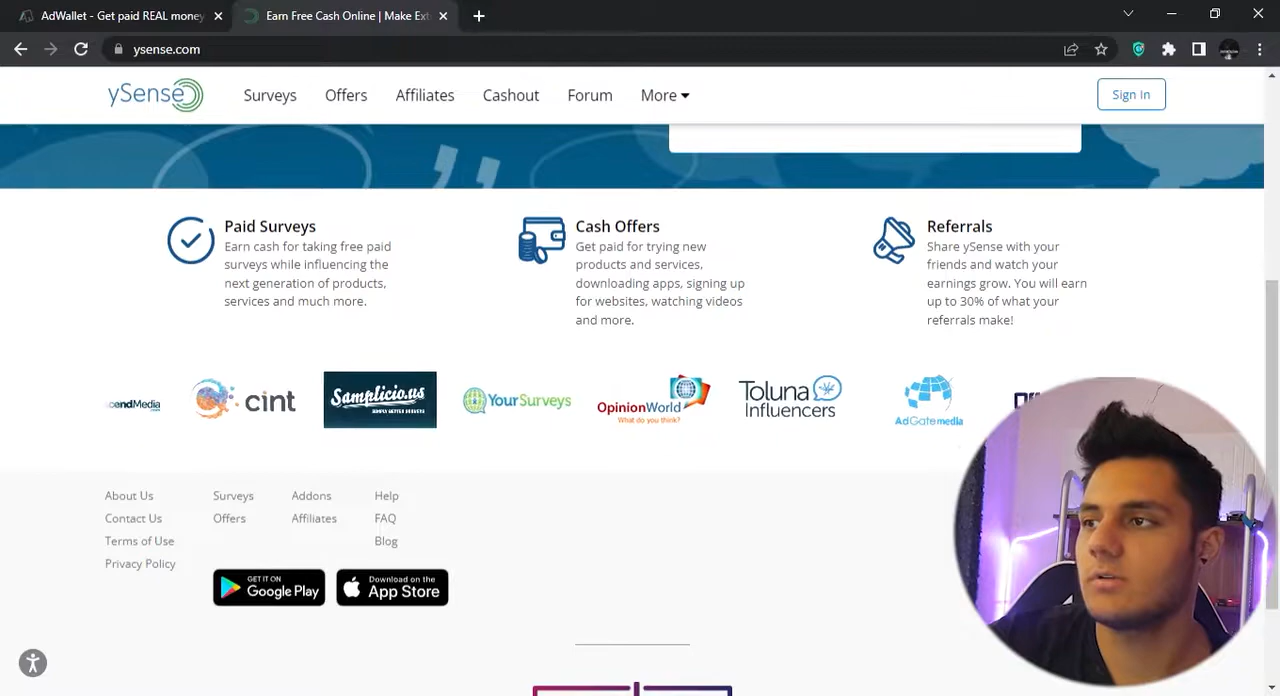 AdWallet - Get paid REAL money
Earn Free Cash Online | Make Ext
ysense.com
ySense
Surveys
Offers
Affiliates
Cashout
Forum
More
Sign In
Paid Surveys
Earn cash for taking free paid
surveys while influencing the
next generation of products,
services and much more.
Cash Offers
Get paid for trying new
products and services,
downloading apps, signing up
for websites, watching videos
and more.
Referrals
Share ySense with your
friends and watch your
earnings grow. You will earn
up to 30% of what your
referrals make!
cendMedia
cint
Samplicio.us
SIMPLY BETTER SURVEYS
YourSurveys
OpinionWorld
What do you think?
Toluna
Influencers
AdGatemedia
About Us
Contact Us
Terms of Use
Privacy Policy
Surveys
Offers
Addons
Affiliates
Help
FAQ
Blog
GET IT ON
Google Play
Download on the
App Store